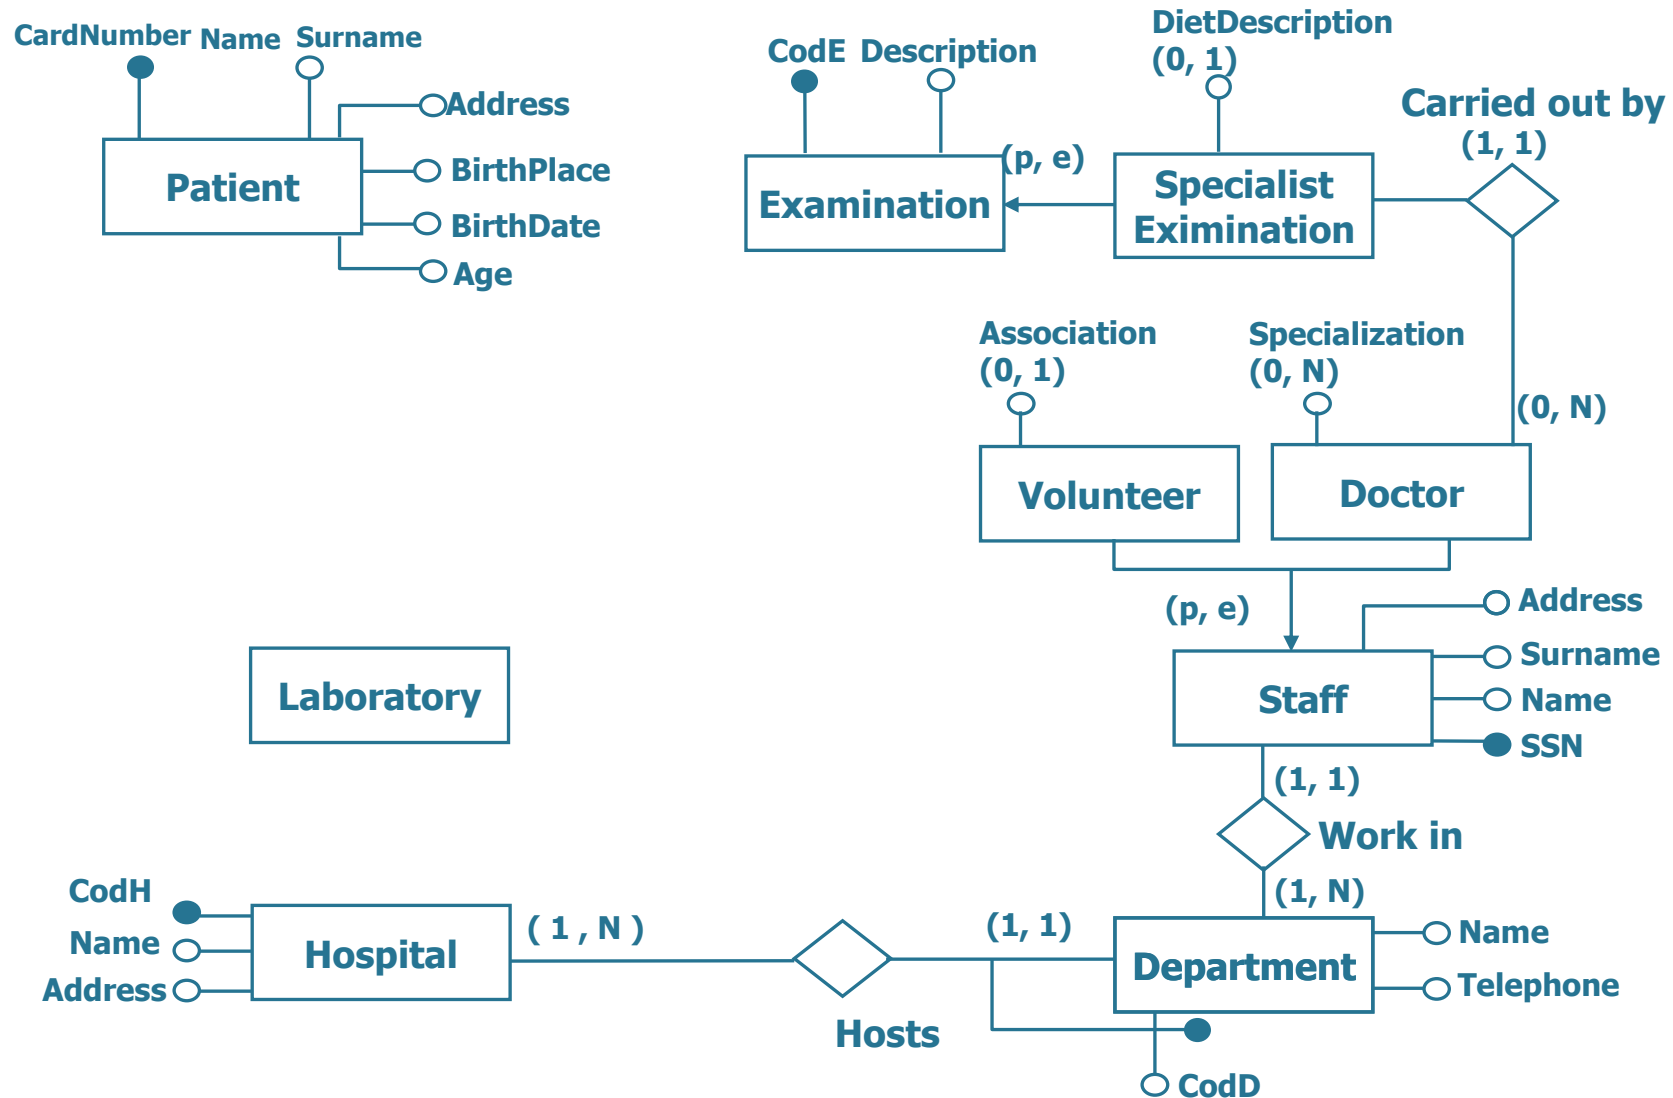 CardNumber Name Surname
Address
Patient
BirthPlace
BirthDate
Age
CodE Description
Examination
(p, e)
DietDescription
(0, 1)
Specialist
Eximination
Carried out by
(1, 1)
(0, N)
Association
(0, 1)
Volunteer
Specialization
(0, N)
Doctor
(p, e)
Staff
Address
Surname
Name
SSN
(1, 1)
Work in
(1, N)
Laboratory
CodH
Name
Address
Hospital
( 1 , N )
Hosts
(1, 1)
Department
Name
Telephone
CodD